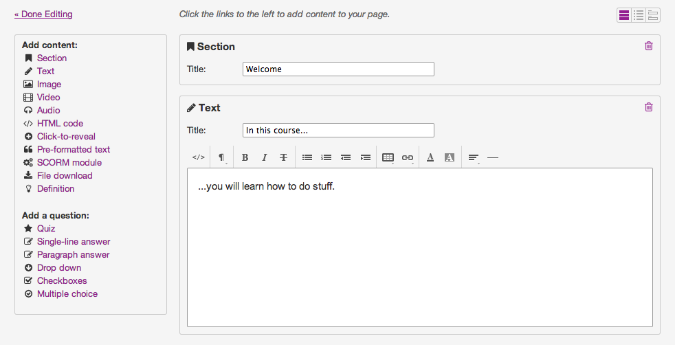 « Done Editing
Click the links to the left to add content to your page.
Add content:
Section
Text
Image
Video
Audio
HTML code
Click-to-reveal
Pre-formatted text
SCORM module
File download
Definition
Add a question:
Quiz
Single-line answer
Paragraph answer
Drop down
Checkboxes
Multiple choice
Section
Title: Welcome
Text
Title: In this course...
</> ¶ B I T A A
...you will learn how to do stuff.